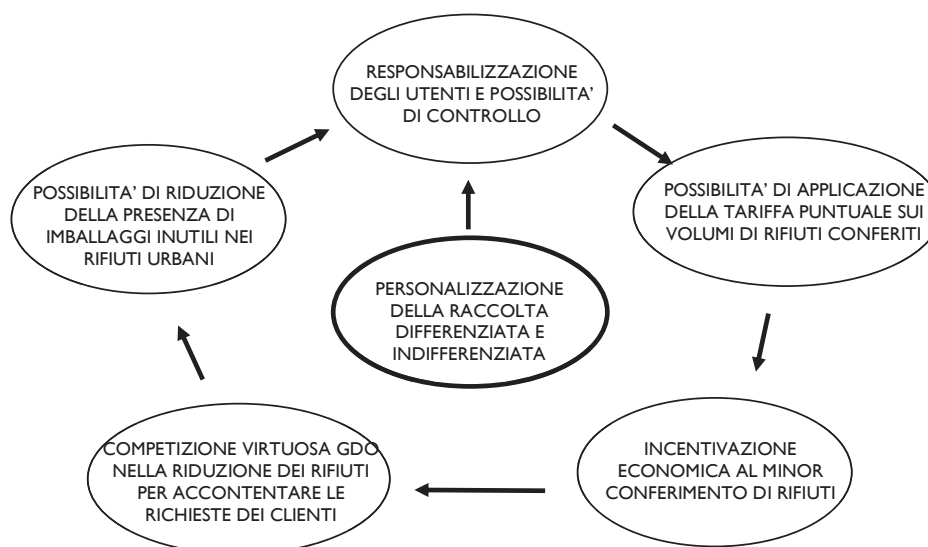 RESPONSABILIZZAZIONE
DEGLI UTENTI E POSSIBILITA'
DI CONTROLLO
POSSIBILITA' DI RIDUZIONE
DELLA PRESENZA DI
IMBALLAGGI INUTILI NEI
RIFIUTI URBANI
POSSIBILITA' DI APPLICAZIONE
DELLA TARIFFA PUNTUALE SUI
VOLUMI DI RIFIUTI CONFERITI
PERSONALIZZAZIONE
DELLA RACCOLTA
DIFFERENZIATA E
INDIFFERENZIATA
COMPETIZIONE VIRTUOSA GDO
NELLA RIDUZIONE DEI RIFIUTI
PER ACCONTENTARE LE
RICHIESTE DEI CLIENTI
INCENTIVAZIONE
ECONOMICA AL MINOR
CONFERIMENTO DI RIFIUTI